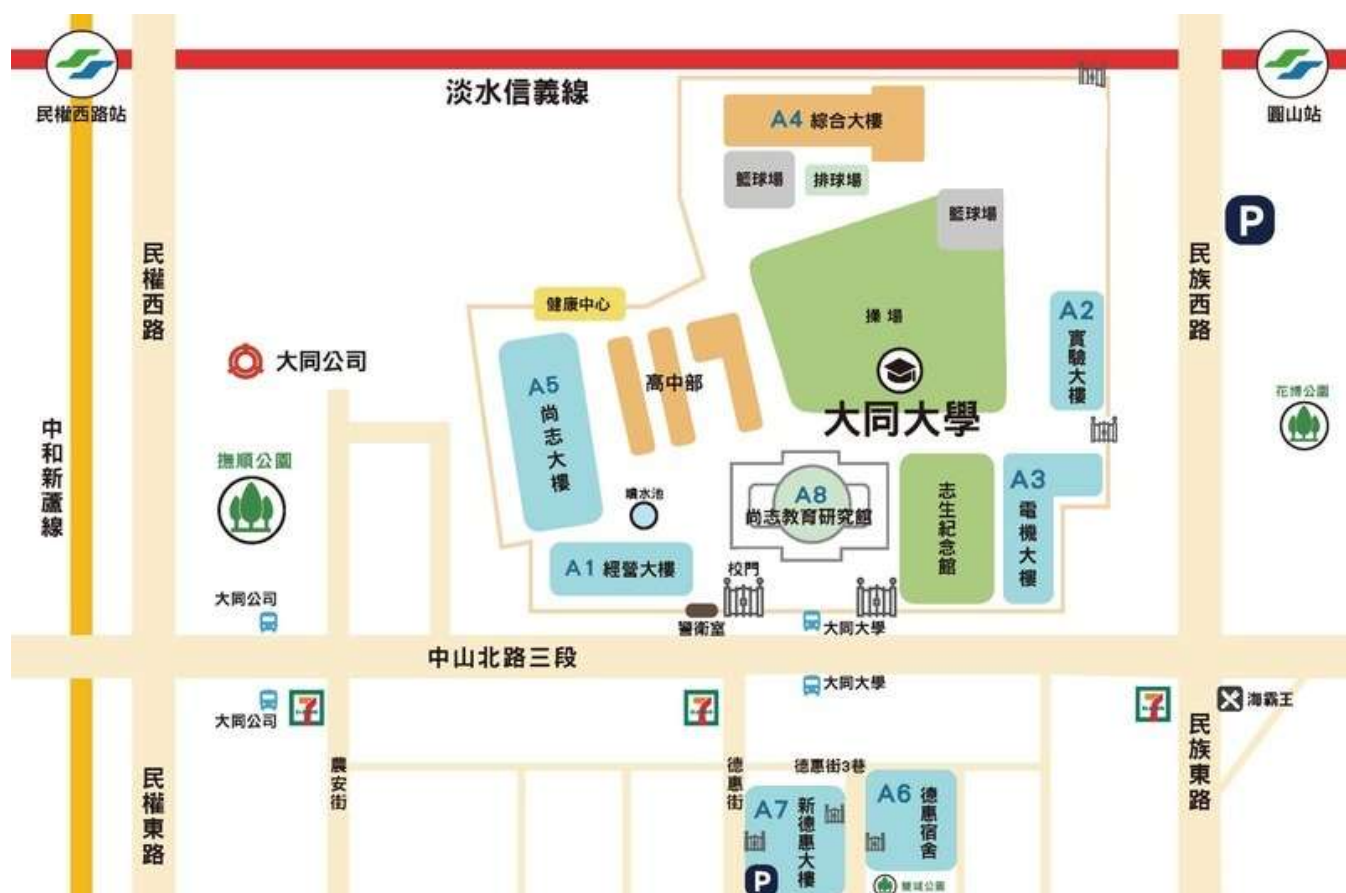 淡水信義線
民權西路站
圓山站
A4 綜合大樓
籃球場
排球場
籃球場
P
民權西路
民族西路
健康中心
操場
A2 實驗大樓
大同公司
A5 尚志大樓
高中部
大同大學
花博公園
中和新蘆線
撫順公園
噴水池
A8
尚志教育研究館
志生紀念館
A3 電機大樓
A1 經營大樓
校門
大同公司
警衛室
大同大學
中山北路三段
大同大學
大同公司
7
7
7
海霸王
民權東路
農安街
德惠街
德惠街3巷
民族東路
A7 新德惠大樓
A6 德惠宿舍
P
雙城公園